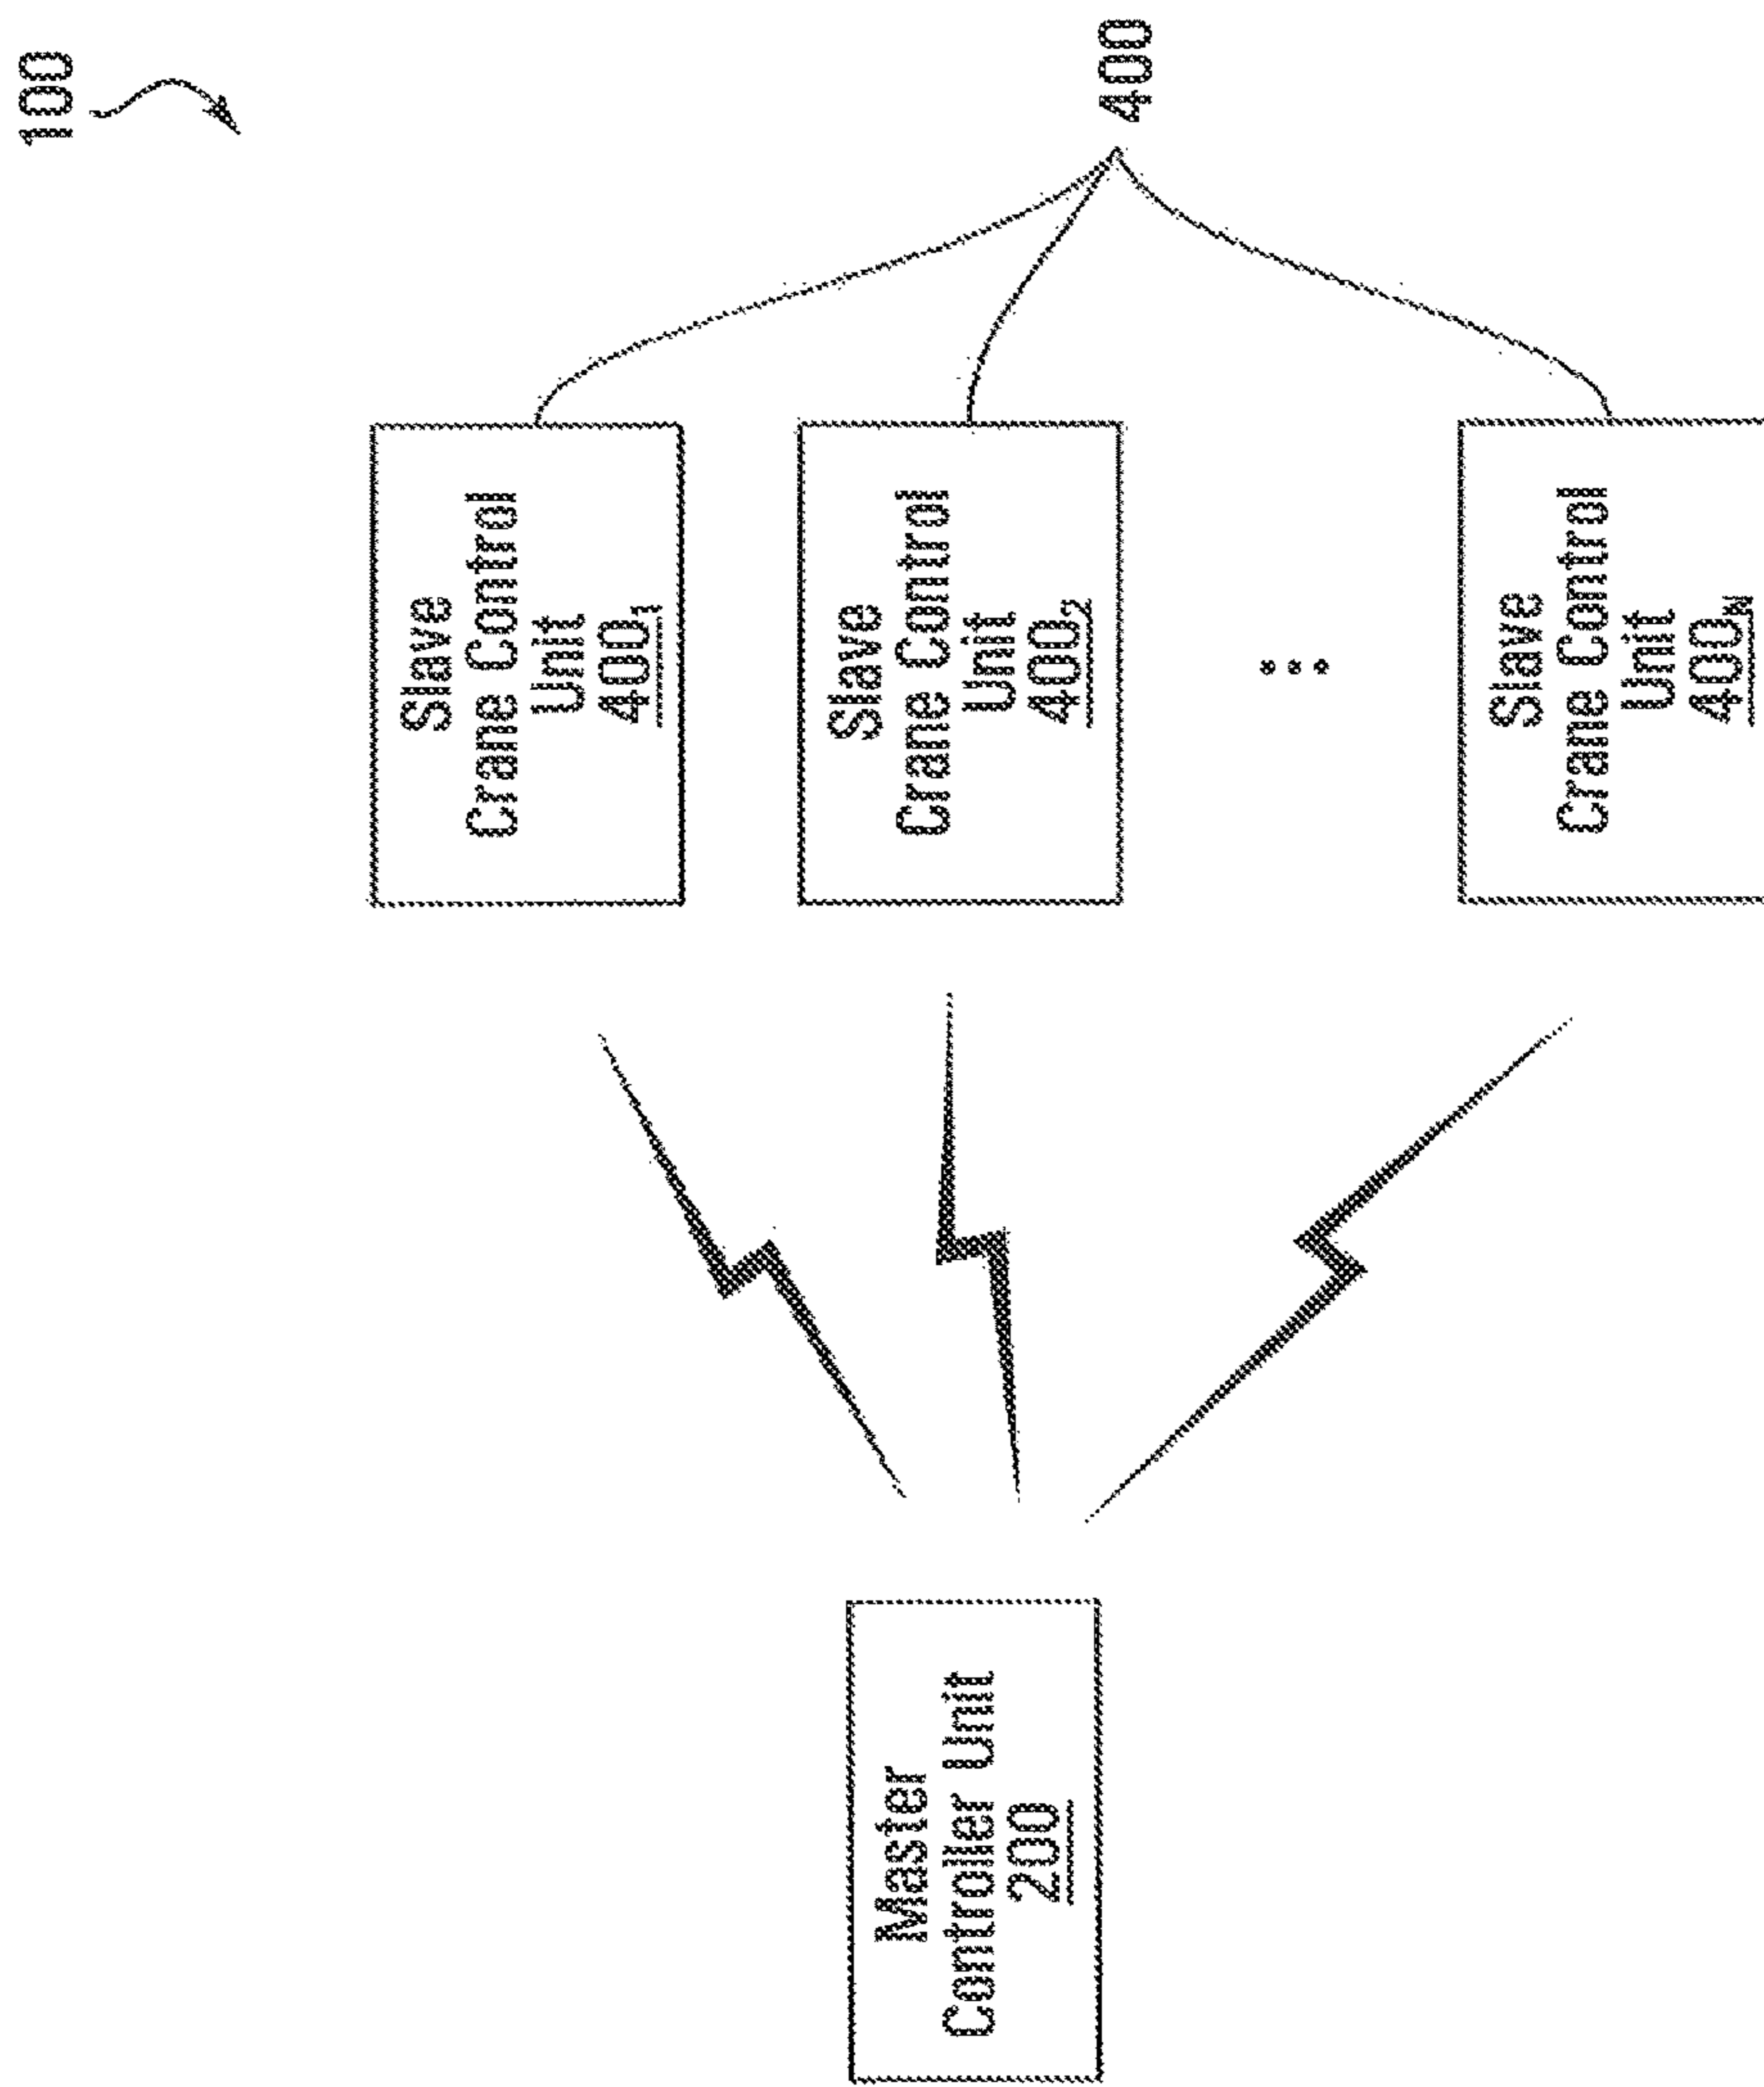 100
Slave
Crane Control
Unit
400₁
Slave
Crane Control
Unit
400₂
...
Slave
Crane Control
Unit
400N
400
Master
Controller Unit
200